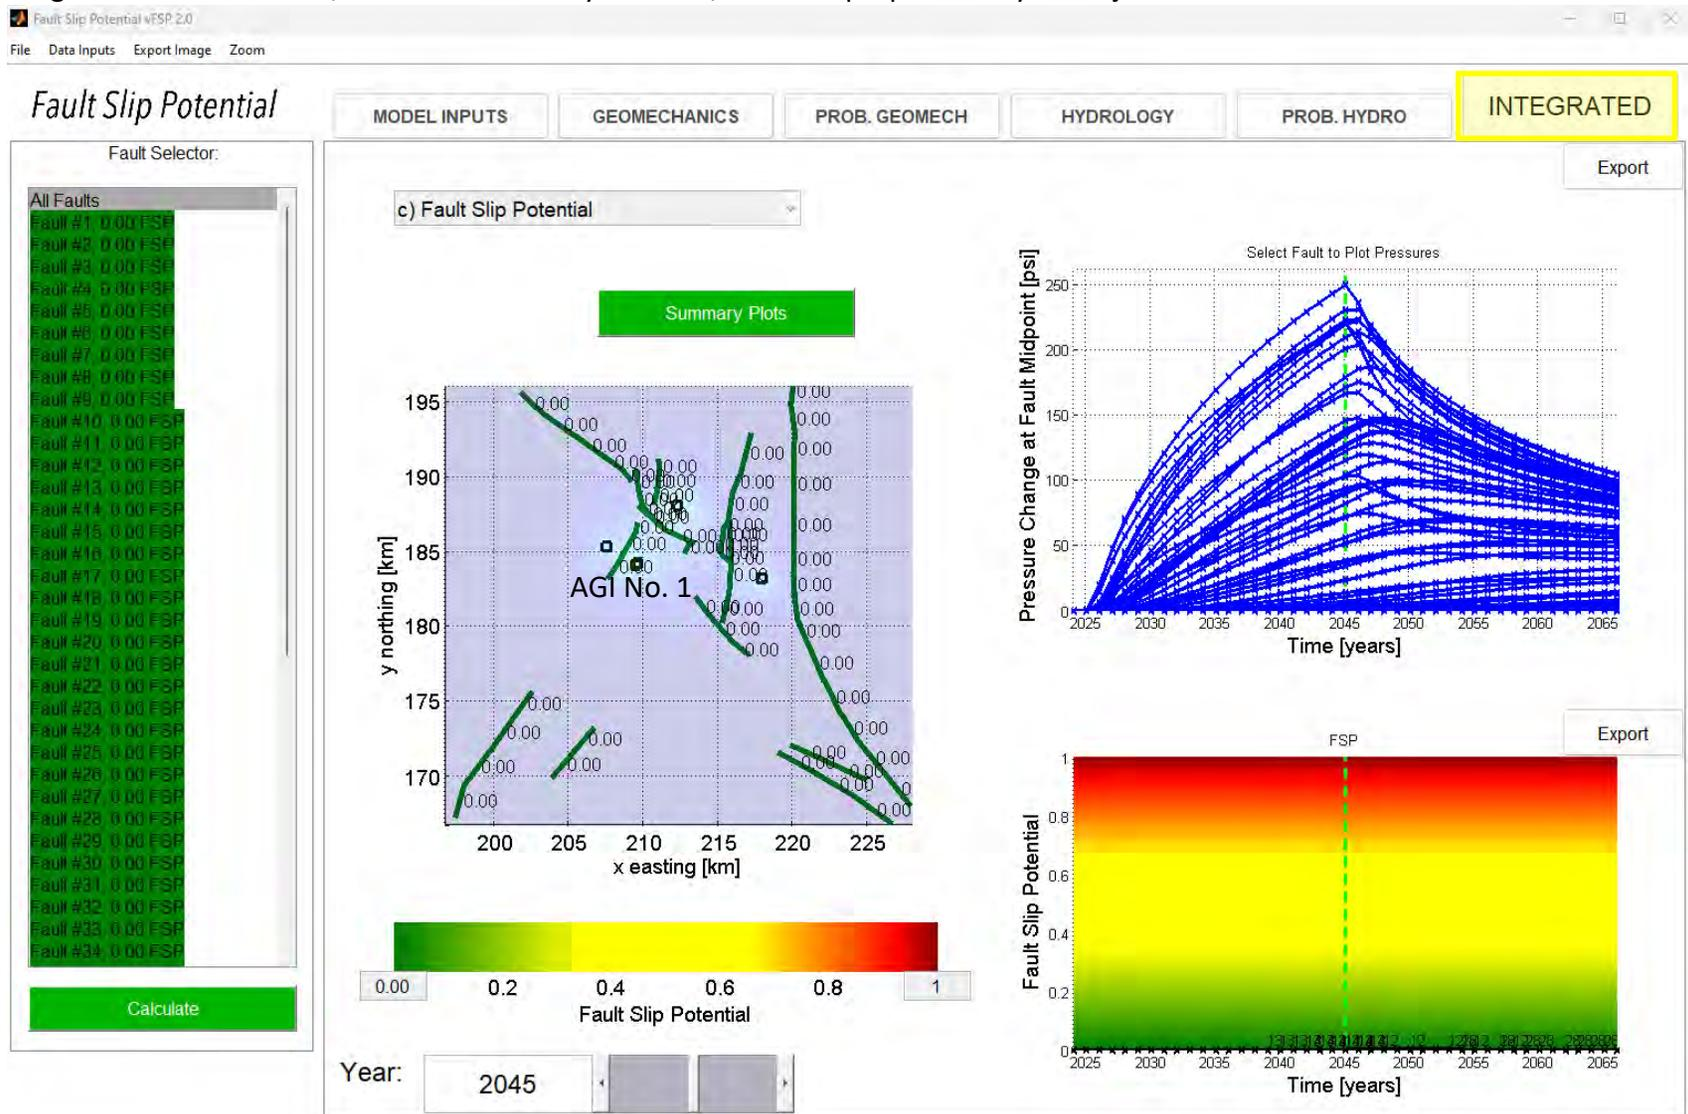 Fault Slip Potential vFSP 2.0
File Data Inputs Export Image Zoom
Fault Slip Potential
MODEL INPUTS GEOMECHANICS PROB. GEOMECH HYDROLOGY PROB. HYDRO INTEGRATED
Fault Selector:
All Faults
Fault #1, 0.00 FSP
Fault #2, 0.00 FSP
Fault #3, 0.00 FSP
Fault #4, 0.00 FSP
Fault #5, 0.00 FSP
Fault #6, 0.00 FSP
Fault #7, 0.00 FSP
Fault #8, 0.00 FSP
Fault #9, 0.00 FSP
Fault #10, 0.00 FSP
Fault #11, 0.00 FSP
Fault #12, 0.00 FSP
Fault #13, 0.00 FSP
Fault #14, 0.00 FSP
Fault #15, 0.00 FSP
Fault #16, 0.00 FSP
Fault #17, 0.00 FSP
Fault #18, 0.00 FSP
Fault #19, 0.00 FSP
Fault #20, 0.00 FSP
Fault #21, 0.00 FSP
Fault #22, 0.00 FSP
Fault #23, 0.00 FSP
Fault #24, 0.00 FSP
Fault #25, 0.00 FSP
Fault #26, 0.00 FSP
Fault #27, 0.00 FSP
Fault #28, 0.00 FSP
Fault #29, 0.00 FSP
Fault #30, 0.00 FSP
Fault #31, 0.00 FSP
Fault #32, 0.00 FSP
Fault #33, 0.00 FSP
Fault #34, 0.00 FSP
Calculate
c) Fault Slip Potential
Summary Plots
y northing [km]
195
190
185
180
175
170
AGI No. 1
200 205 210 215 220 225
x easting [km]
0.00 0.2 0.4 0.6 0.8 1
Fault Slip Potential
Year: 2045
Export
Select Fault to Plot Pressures
Pressure Change at Fault Midpoint [psi]
250
200
150
100
50
0
2025 2030 2035 2040 2045 2050 2055 2060 2065
Time [years]
Export
FSP
Fault Slip Potential
1
0.8
0.6
0.4
0.2
0
2025 2030 2035 2040 2045 2050 2055 2060 2065
Time [years]